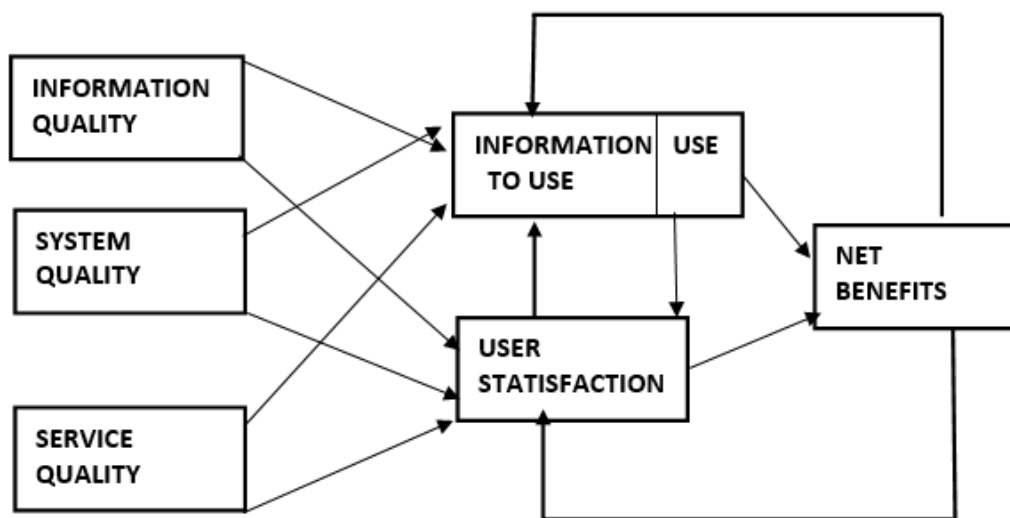 INFORMATION
QUALITY
SYSTEM
QUALITY
SERVICE
QUALITY
INFORMATION
TO USE
USE
USER
STATISFACTION
NET
BENEFITS